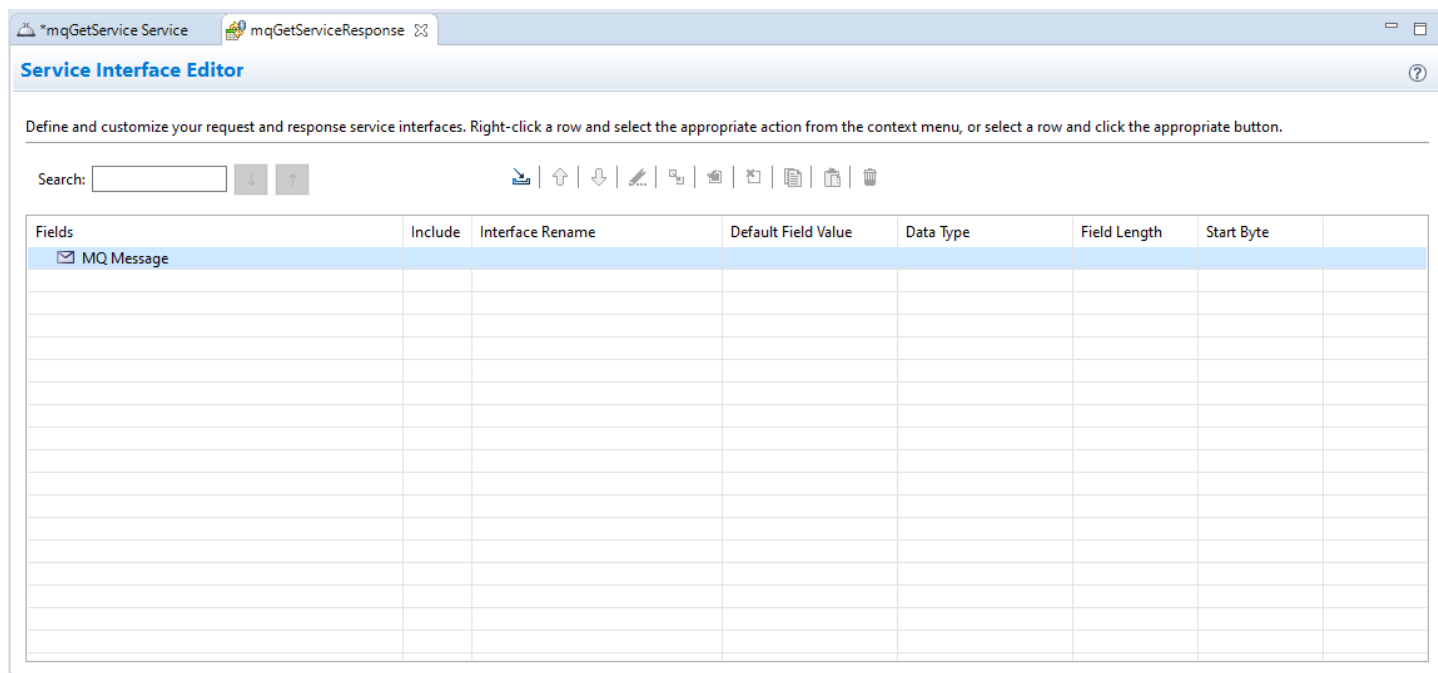 *mqGetService Service
mqGetServiceResponse
Service Interface Editor
Define and customize your request and response service interfaces. Right-click a row and select the appropriate action from the context menu, or select a row and click the appropriate button.
Search:
Fields Include Interface Rename Default Field Value Data Type Field Length Start Byte
MQ Message